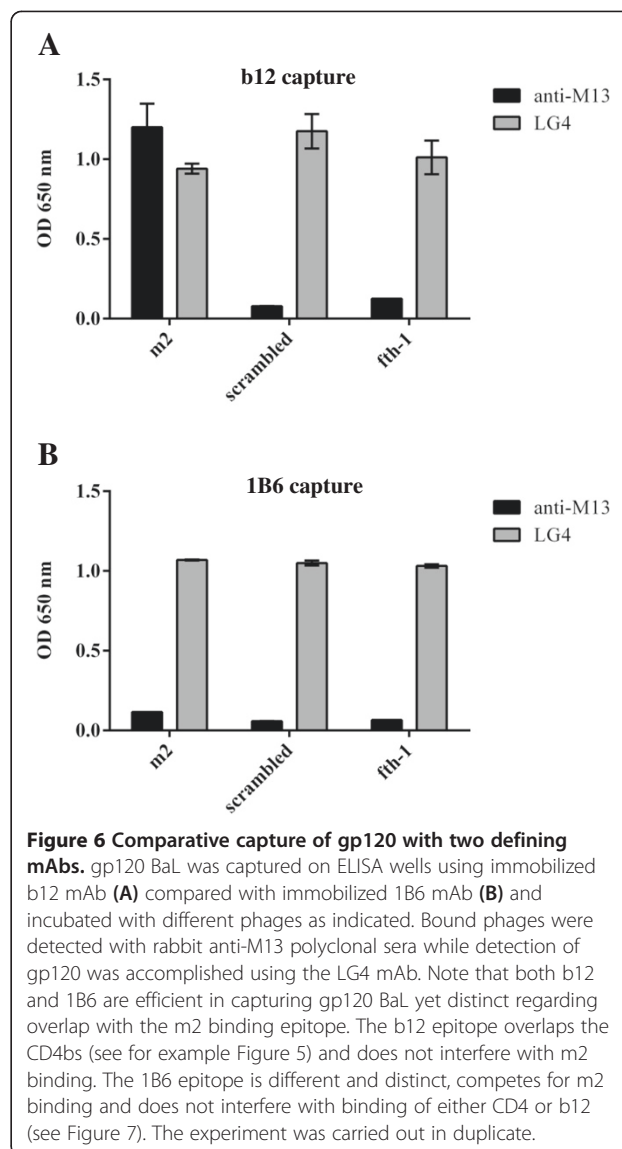 A
b12 capture
1.5
1.0
0.5
0.0
OD 650 nm
anti-M13
LG4
m2
scrambled
fth-1
B
1B6 capture
1.5
1.0
0.5
0.0
OD 650 nm
anti-M13
LG4
m2
scrambled
fth-1
Figure 6 Comparative capture of gp120 with two defining
mAbs. gp120 BaL was captured on ELISA wells using immobilized
b12 mAb (A) compared with immobilized 1B6 mAb (B) and
incubated with different phages as indicated. Bound phages were
detected with rabbit anti-M13 polyclonal sera while detection of
gp120 was accomplished using the LG4 mAb. Note that both b12
and 1B6 are efficient in capturing gp120 BaL yet distinct regarding
overlap with the m2 binding epitope. The b12 epitope overlaps the
CD4bs (see for example Figure 5) and does not interfere with m2
binding. The 1B6 epitope is different and distinct, competes for m2
binding and does not interfere with binding of either CD4 or b12
(see Figure 7). The experiment was carried out in duplicate.